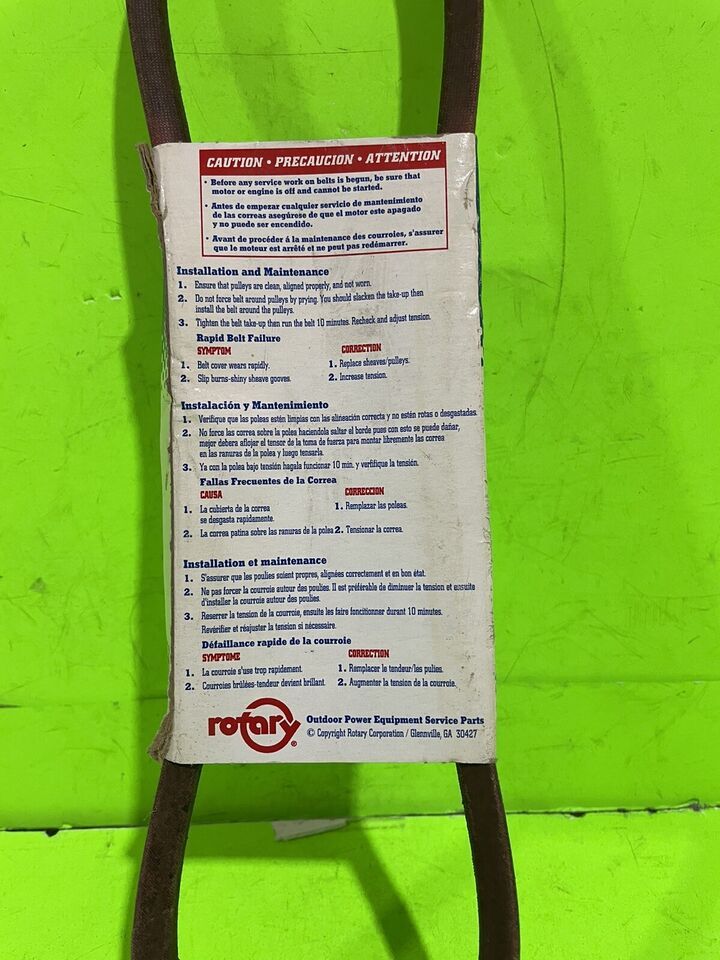 CAUTION • PRECAUCION • ATTENTION
• Before any service work on belts is begun, be sure that
motor or engine is off and cannot be started.
• Antes de empezar cualquier servicio de mantenimiento
de las correas asegúrese de que el motor este apagado
y no puede ser encendido.
• Avant de procéder á la maintenance des courroies, s'assurer
que le moteur est arrêté et ne peut pas redémarrer.
Installation and Maintenance
1. Ensure that pulleys are clean, aligned properly, and not worn.
2. Do not force belt around pulleys by prying. You should slacken the take-up then
install the belt around the pulleys.
3. Tighten the belt take-up then run the belt 10 minutes. Recheck and adjust tension.
Rapid Belt Failure
SYMPTOM CORRECTION
1. Belt cover wears rapidly. 1. Replace sheaves/pulleys.
2. Slip burns-shiny sheave gooves. 2. Increase tension.
Instalación y Mantenimiento
1. Verifique que las poleas estén limpias con las alineación correcta y no estén rotas o desgastadas.
2. No force las correa sobre la polea haciendola saltar el borde pues con esto se puede dañar,
mejor debera aflojar el tensor de la toma de fuerza para montar libremente las correa
en las ranuras de la polea y luego tensarla.
3. Ya con la polea bajo tensión hagala funcionar 10 min. y verfifique la tensión.
Fallas Frecuentes de la Correa
CAUSA CORRECCION
1. La cubierta de la correa 1. Remplazar las poleas.
se desgasta rapidamente.
2. La correa patina sobre las ranuras de la polea 2. Tensionar la correa.
Installation et maintenance
1. S'assurer que les poulies soient propres, alignées correctement et en bon état.
2. Ne pas forcer la courroie autour des poulies. Il est préférable de diminuer la tension et ensuite
d'installer la courroie autour des poulies.
3. Reserrer la tension de la courroie, ensuite les faire foncitionner durant 10 minutes.
Revérifier et réajuster la tension si nécessaire.
Défaillance rapide de la courroie
SYMPTOME CORRECTION
1. La courroie s'use trop rapidement. 1. Remplacer le tendeur/les pulies.
2. Courroies brûlées-tendeur devient brillant. 2. Augmenter la tension de la courroie.
rotary ® Outdoor Power Equipment Service Parts
© Copyright Rotary Corporation / Glennville, GA 30427